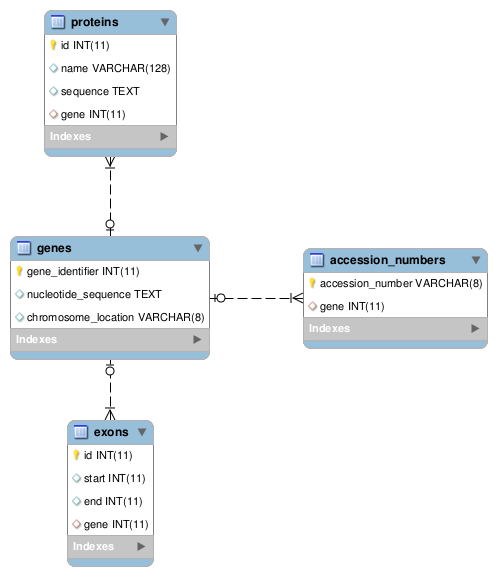 proteins
id INT(11)
name VARCHAR(128)
sequence TEXT
gene INT(11)
Indexes
genes
gene_identifier INT(11)
nucleotide_sequence TEXT
chromosome_location VARCHAR(8)
Indexes
accession_numbers
accession_number VARCHAR(8)
gene INT(11)
Indexes
exons
id INT(11)
start INT(11)
end INT(11)
gene INT(11)
Indexes